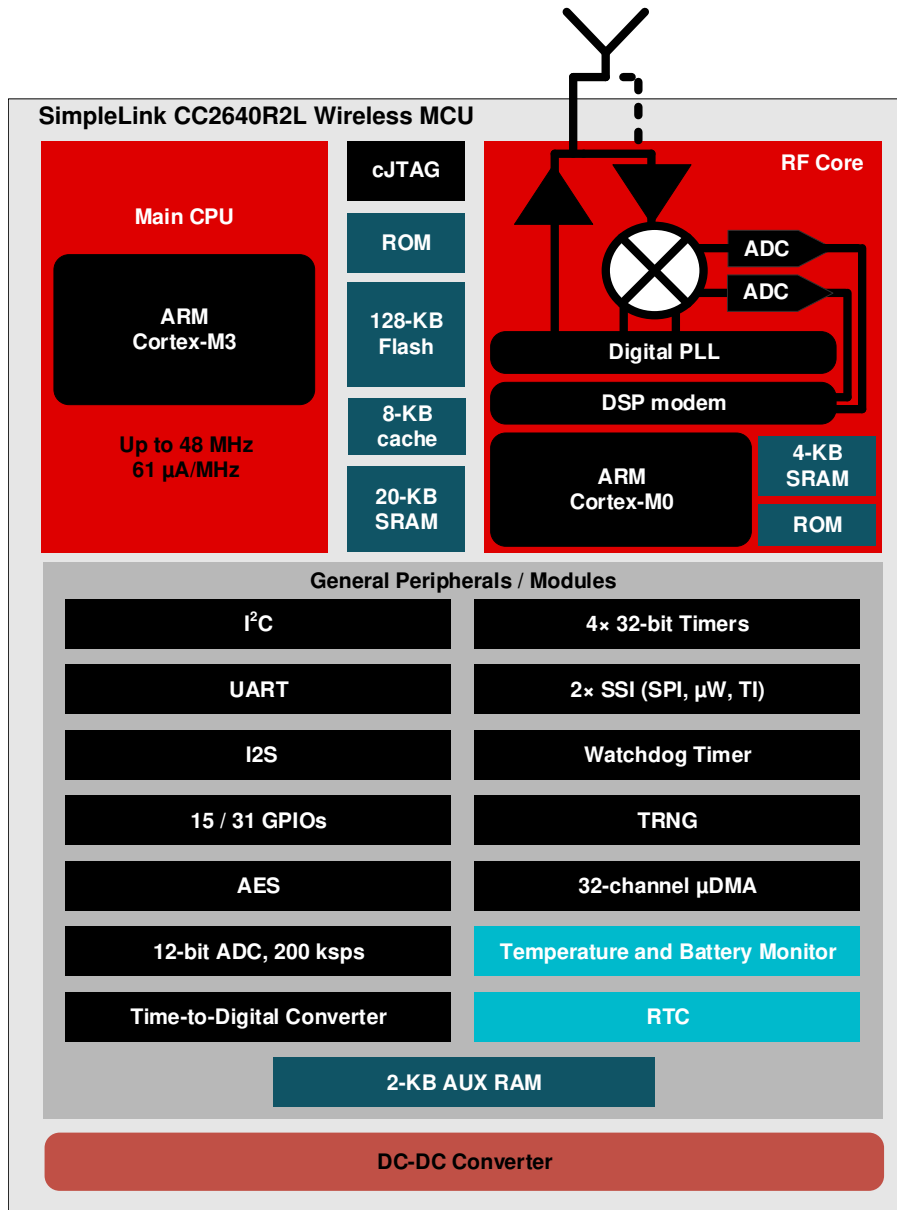 SimpleLink CC2640R2L Wireless MCU
Main CPU
ARM
Cortex-M3
Up to 48 MHz
61 µA/MHz
cJTAG
ROM
128-KB
Flash
8-KB
cache
20-KB
SRAM
RF Core
ADC
ADC
Digital PLL
DSP modem
ARM
Cortex-M0
4-KB
SRAM
ROM
General Peripherals / Modules
I²C
4× 32-bit Timers
UART
2× SSI (SPI, µW, TI)
I2S
Watchdog Timer
15 / 31 GPIOs
TRNG
AES
32-channel µDMA
12-bit ADC, 200 ksps
Temperature and Battery Monitor
Time-to-Digital Converter
RTC
2-KB AUX RAM
DC-DC Converter